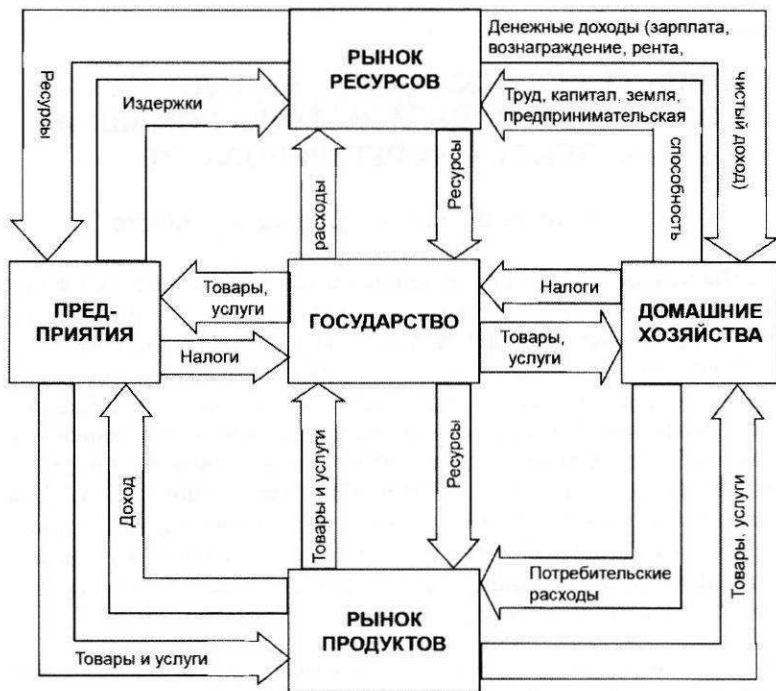 Денежные доходы (зарплата,
вознаграждение, рента,
чистый доход)
РЫНОК
РЕСУРСОВ
Ресурсы
Издержки
Труд, капитал, земля,
предпринимательская
способность
расходы
Ресурсы
ПРЕД-
ПРИЯТИЯ
Товары,
услуги
Налоги
ГОСУДАРСТВО
Налоги
Товары,
услуги
ДОМАШНИЕ
ХОЗЯЙСТВА
Доход
Товары и услуги
Ресурсы
Потребительские
расходы
Товары, услуги
Товары и услуги
РЫНОК
ПРОДУКТОВ